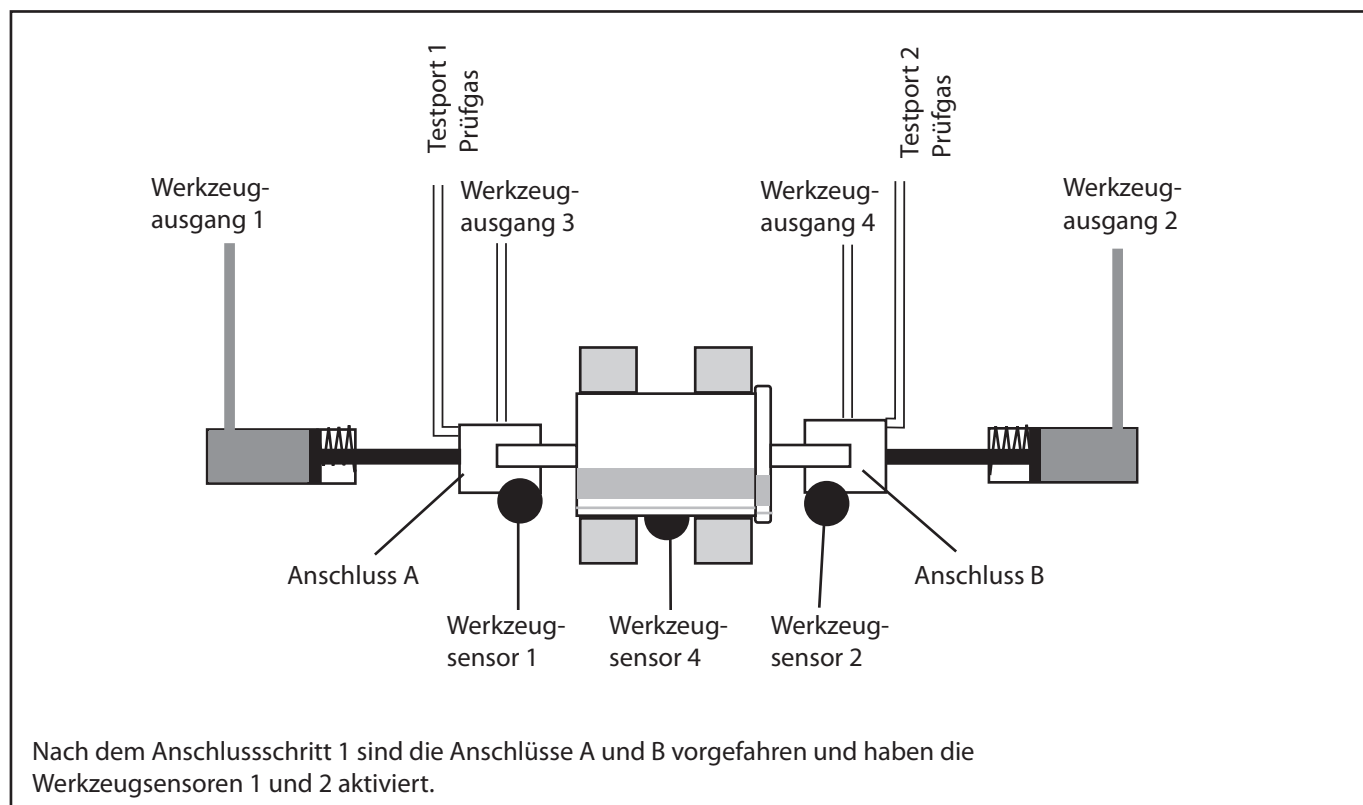 Testport 1
Prüfgas
Testport 2
Prüfgas
Werkzeug-
ausgang 1
Werkzeug-
ausgang 3
Werkzeug-
ausgang 4
Werkzeug-
ausgang 2
Anschluss A
Anschluss B
Werkzeug-
sensor 1
Werkzeug-
sensor 4
Werkzeug-
sensor 2
Nach dem Anschlussschritt 1 sind die Anschlüsse A und B vorgefahren und haben die
Werkzeugsensoren 1 und 2 aktiviert.